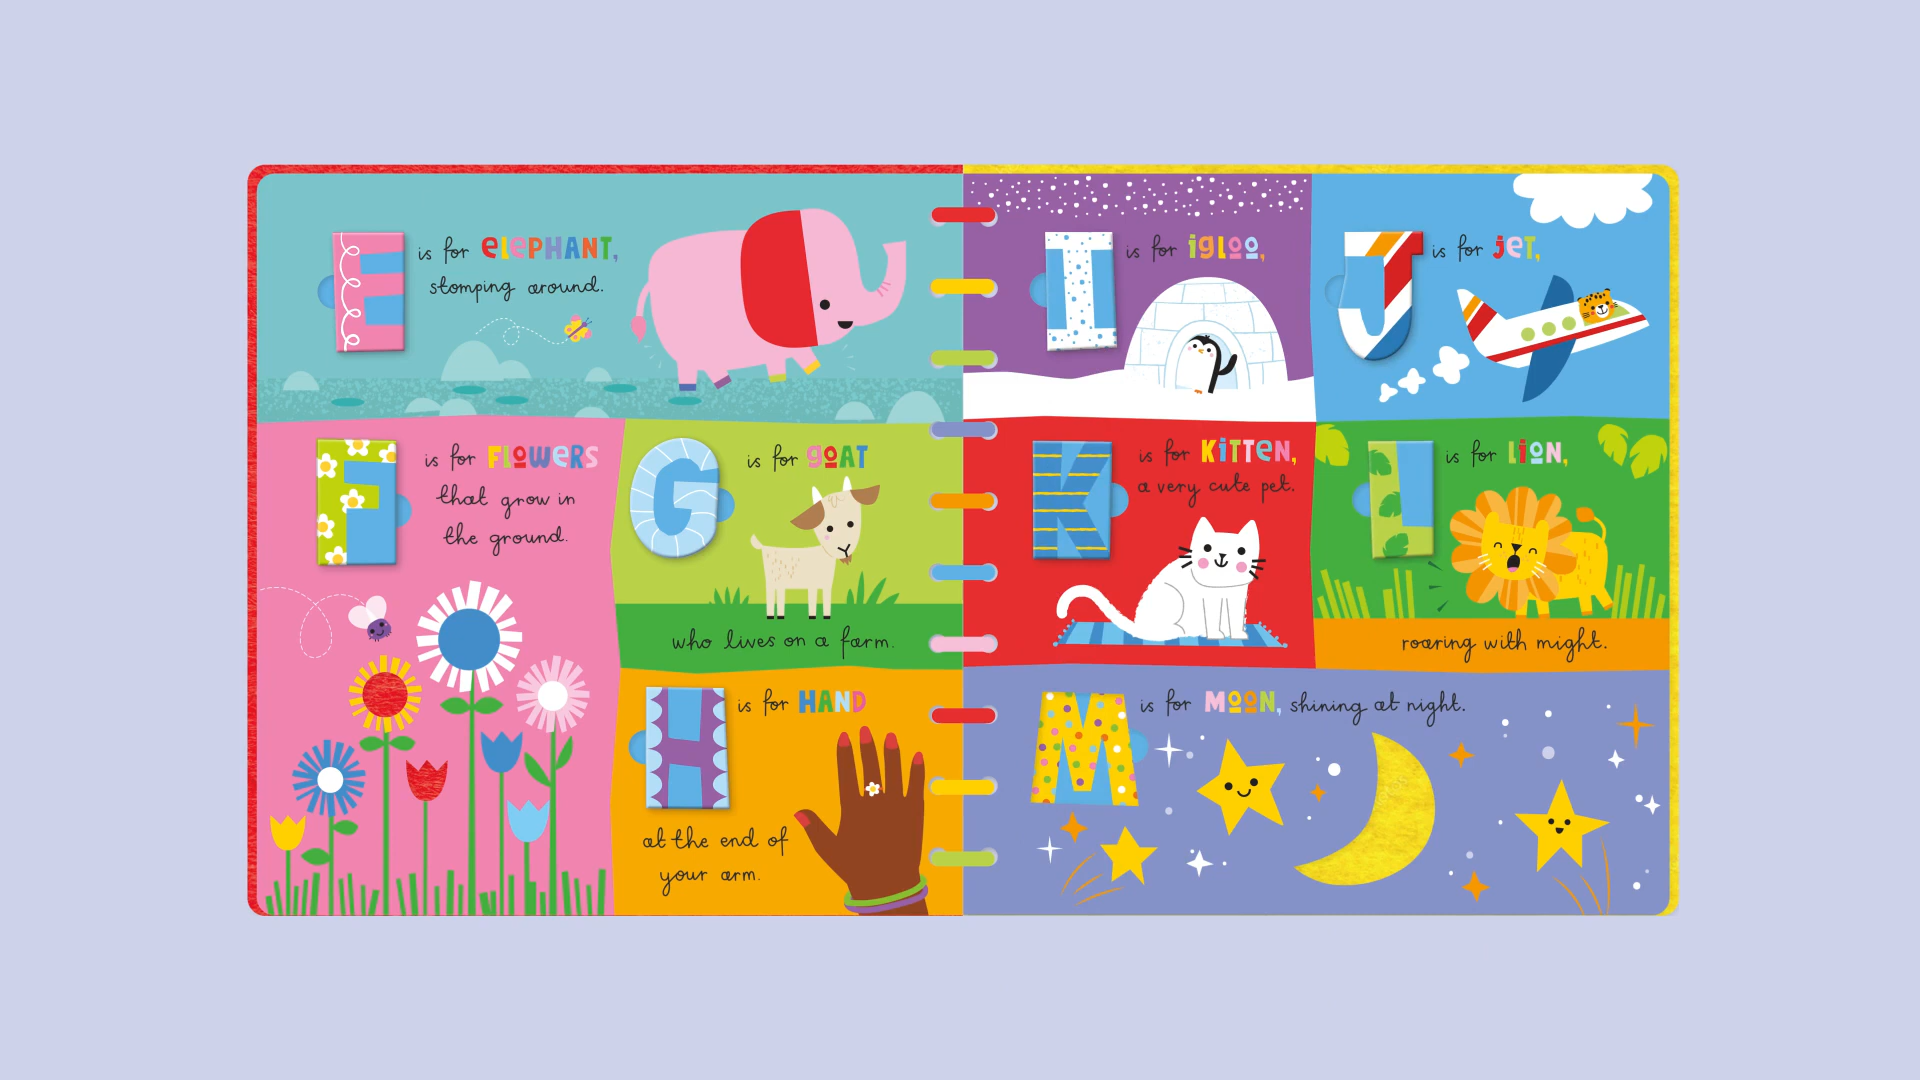 E is for elephant,
stomping around.
F is for FLOWERS
that grow in
the ground.
G is for gOAT
who lives on a farm.
H is for HAND
at the end of
your arm.
I is for igloo,
J is for jET,
K is for KiTTEN,
a very cute pet.
L is for LiON,
roaring with might.
M is for MOON, shining at night.